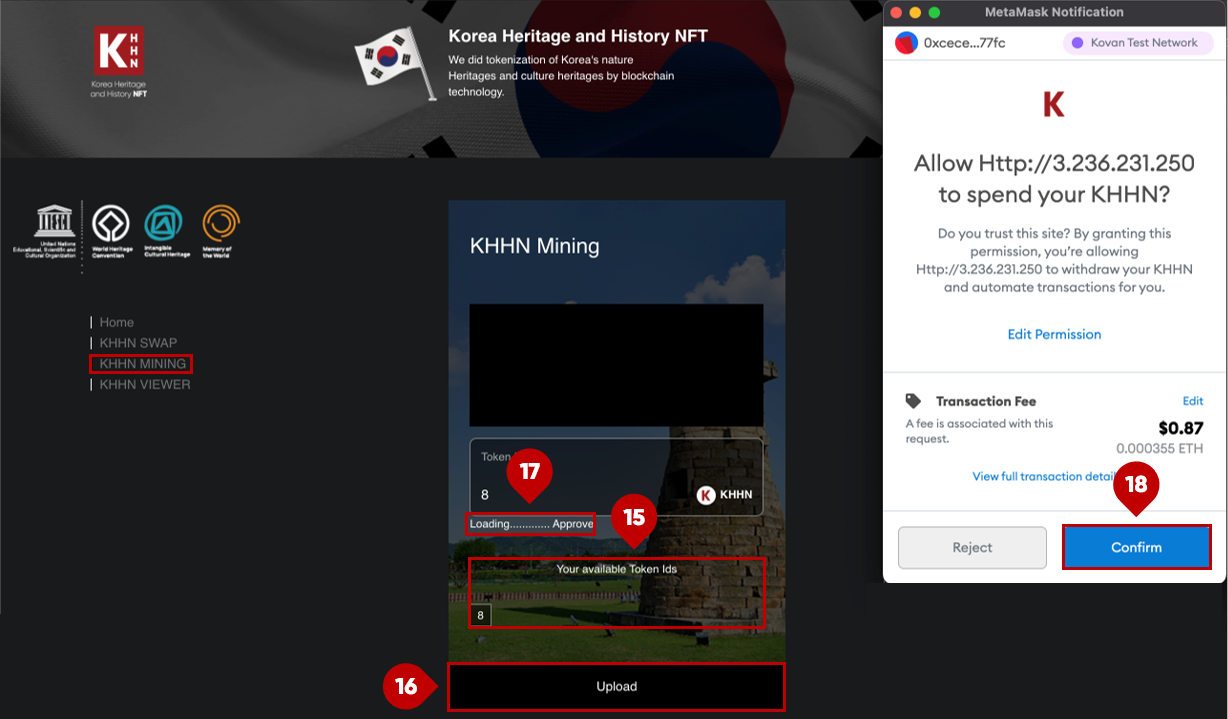 K
H
H
N
Korea Heritage
and History NFT
Korea Heritage and History NFT
We did tokenization of Korea's nature
Heritages and culture heritages by blockchain
technology.
United Nations
Educational, Scientific and
Cultural Organization
World Heritage
Convention
Intangible
Cultural Heritage
Memory of
the World
Home
KHHN SWAP
KHHN MINING
KHHN VIEWER
KHHN Mining
Token
17
8
K KHHN
Loading............. Approve
15
Your available Token Ids
8
16
Upload
MetaMask Notification
0xcece...77fc
Kovan Test Network
K
Allow Http://3.236.231.250
to spend your KHHN?
Do you trust this site? By granting this
permission, you're allowing
Http://3.236.231.250 to withdraw your KHHN
and automate transactions for you.
Edit Permission
Transaction Fee
Edit
A fee is associated with this
request.
$0.87
0.000355 ETH
View full transaction detail
18
Reject
Confirm